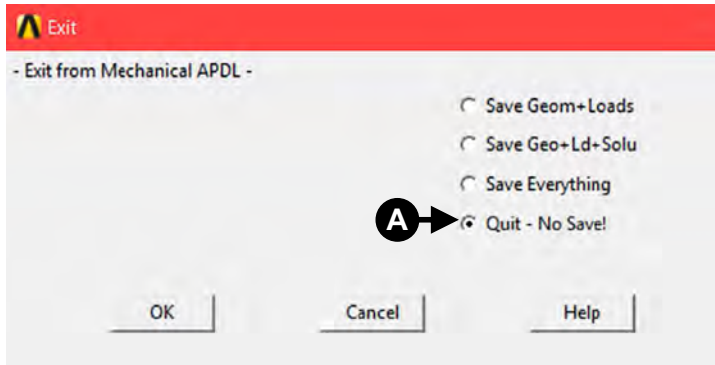 Exit
- Exit from Mechanical APDL -
Save Geom+Loads
Save Geo+Ld+Solu
Save Everything
A
Quit - No Save!
OK Cancel Help